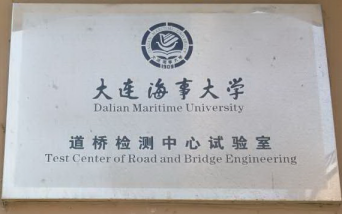 大连海事大学
Dalian Maritime University
道桥检测中心试验室
Test Center of Road and Bridge Engineering